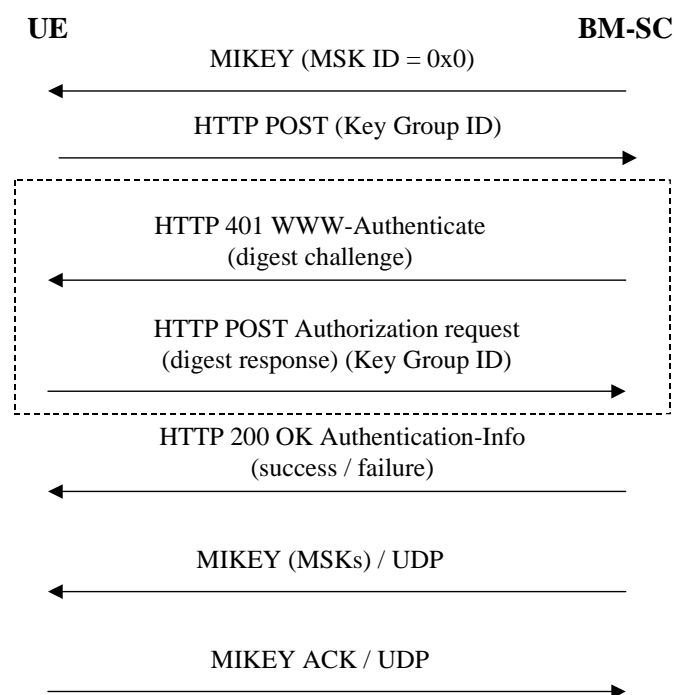 UE BM-SC
MIKEY (MSK ID = 0x0)
HTTP POST (Key Group ID)
HTTP 401 WWW-Authenticate
(digest challenge)
HTTP POST Authorization request
(digest response) (Key Group ID)
HTTP 200 OK Authentication-Info
(success / failure)
MIKEY (MSKs) / UDP
MIKEY ACK / UDP